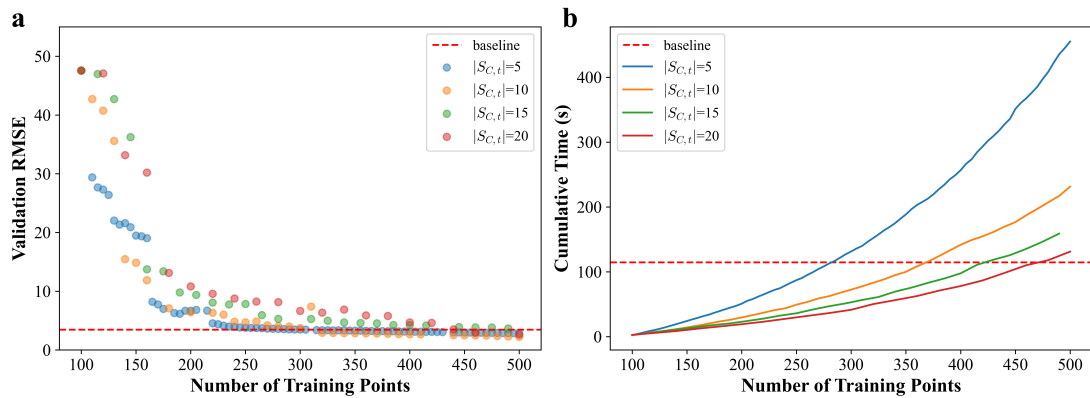 a
Validation RMSE
50
40
30
20
10
0
100 150 200 250 300 350 400 450 500
Number of Training Points
baseline
|S_{C,t}|=5
|S_{C,t}|=10
|S_{C,t}|=15
|S_{C,t}|=20
b
Cumulative Time (s)
400
300
200
100
0
100 150 200 250 300 350 400 450 500
Number of Training Points
baseline
|S_{C,t}|=5
|S_{C,t}|=10
|S_{C,t}|=15
|S_{C,t}|=20